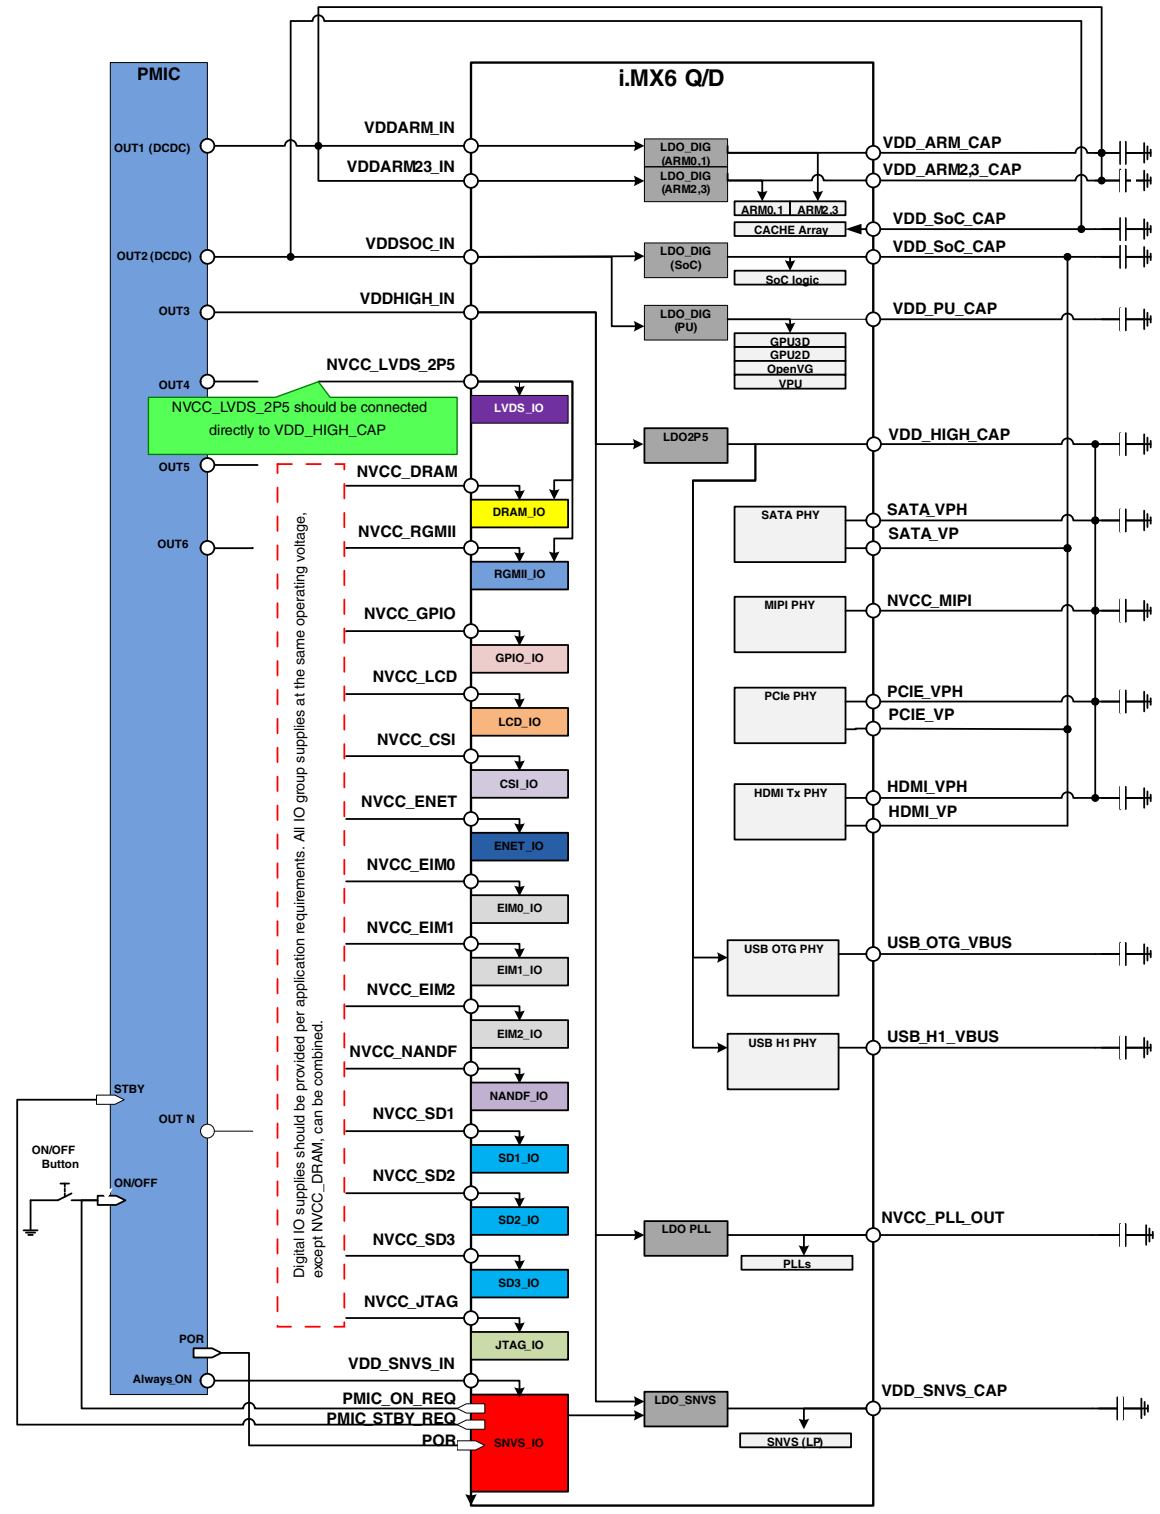 PMIC
i.MX6 Q/D
OUT1 (DCDC)
VDDARM_IN
VDDARM23_IN
LDO_DIG
(ARM0,1)
LDO_DIG
(ARM2,3)
VDD_ARM_CAP
VDD_ARM2,3_CAP
ARM0,1
ARM2,3
CACHE Array
VDD_SoC_CAP
OUT2 (DCDC)
VDDSOC_IN
LDO_DIG
(SoC)
VDD_SoC_CAP
SoC logic
OUT3
VDDHIGH_IN
LDO_DIG
(PU)
VDD_PU_CAP
GPU3D
GPU2D
OpenVG
VPU
OUT4
NVCC_LVDS_2P5
LVDS_IO
NVCC_LVDS_2P5 should be connected
directly to VDD_HIGH_CAP
LDO2P5
VDD_HIGH_CAP
OUT5
NVCC_DRAM
DRAM_IO
SATA PHY
SATA_VPH
SATA_VP
OUT6
NVCC_RGMII
RGMII_IO
MIPI PHY
NVCC_MIPI
NVCC_GPIO
GPIO_IO
NVCC_LCD
LCD_IO
PCIe PHY
PCIE_VPH
PCIE_VP
NVCC_CSI
CSI_IO
HDMI Tx PHY
HDMI_VPH
HDMI_VP
NVCC_ENET
ENET_IO
NVCC_EIM0
EIM0_IO
Digital IO supplies should be provided per application requirements. All IO group supplies at the same operating voltage,
except NVCC_DRAM, can be combined.
NVCC_EIM1
EIM1_IO
USB OTG PHY
USB_OTG_VBUS
NVCC_EIM2
EIM2_IO
USB H1 PHY
USB_H1_VBUS
NVCC_NANDF
NANDF_IO
STBY
OUT N
NVCC_SD1
SD1_IO
ON/OFF
Button
ON/OFF
NVCC_SD2
SD2_IO
LDO PLL
NVCC_PLL_OUT
PLLs
NVCC_SD3
SD3_IO
NVCC_JTAG
JTAG_IO
POR
Always_ON
VDD_SNVS_IN
PMIC_ON_REQ
PMIC_STBY_REQ
POR
SNVS_IO
LDO_SNVS
VDD_SNVS_CAP
SNVS (LP)